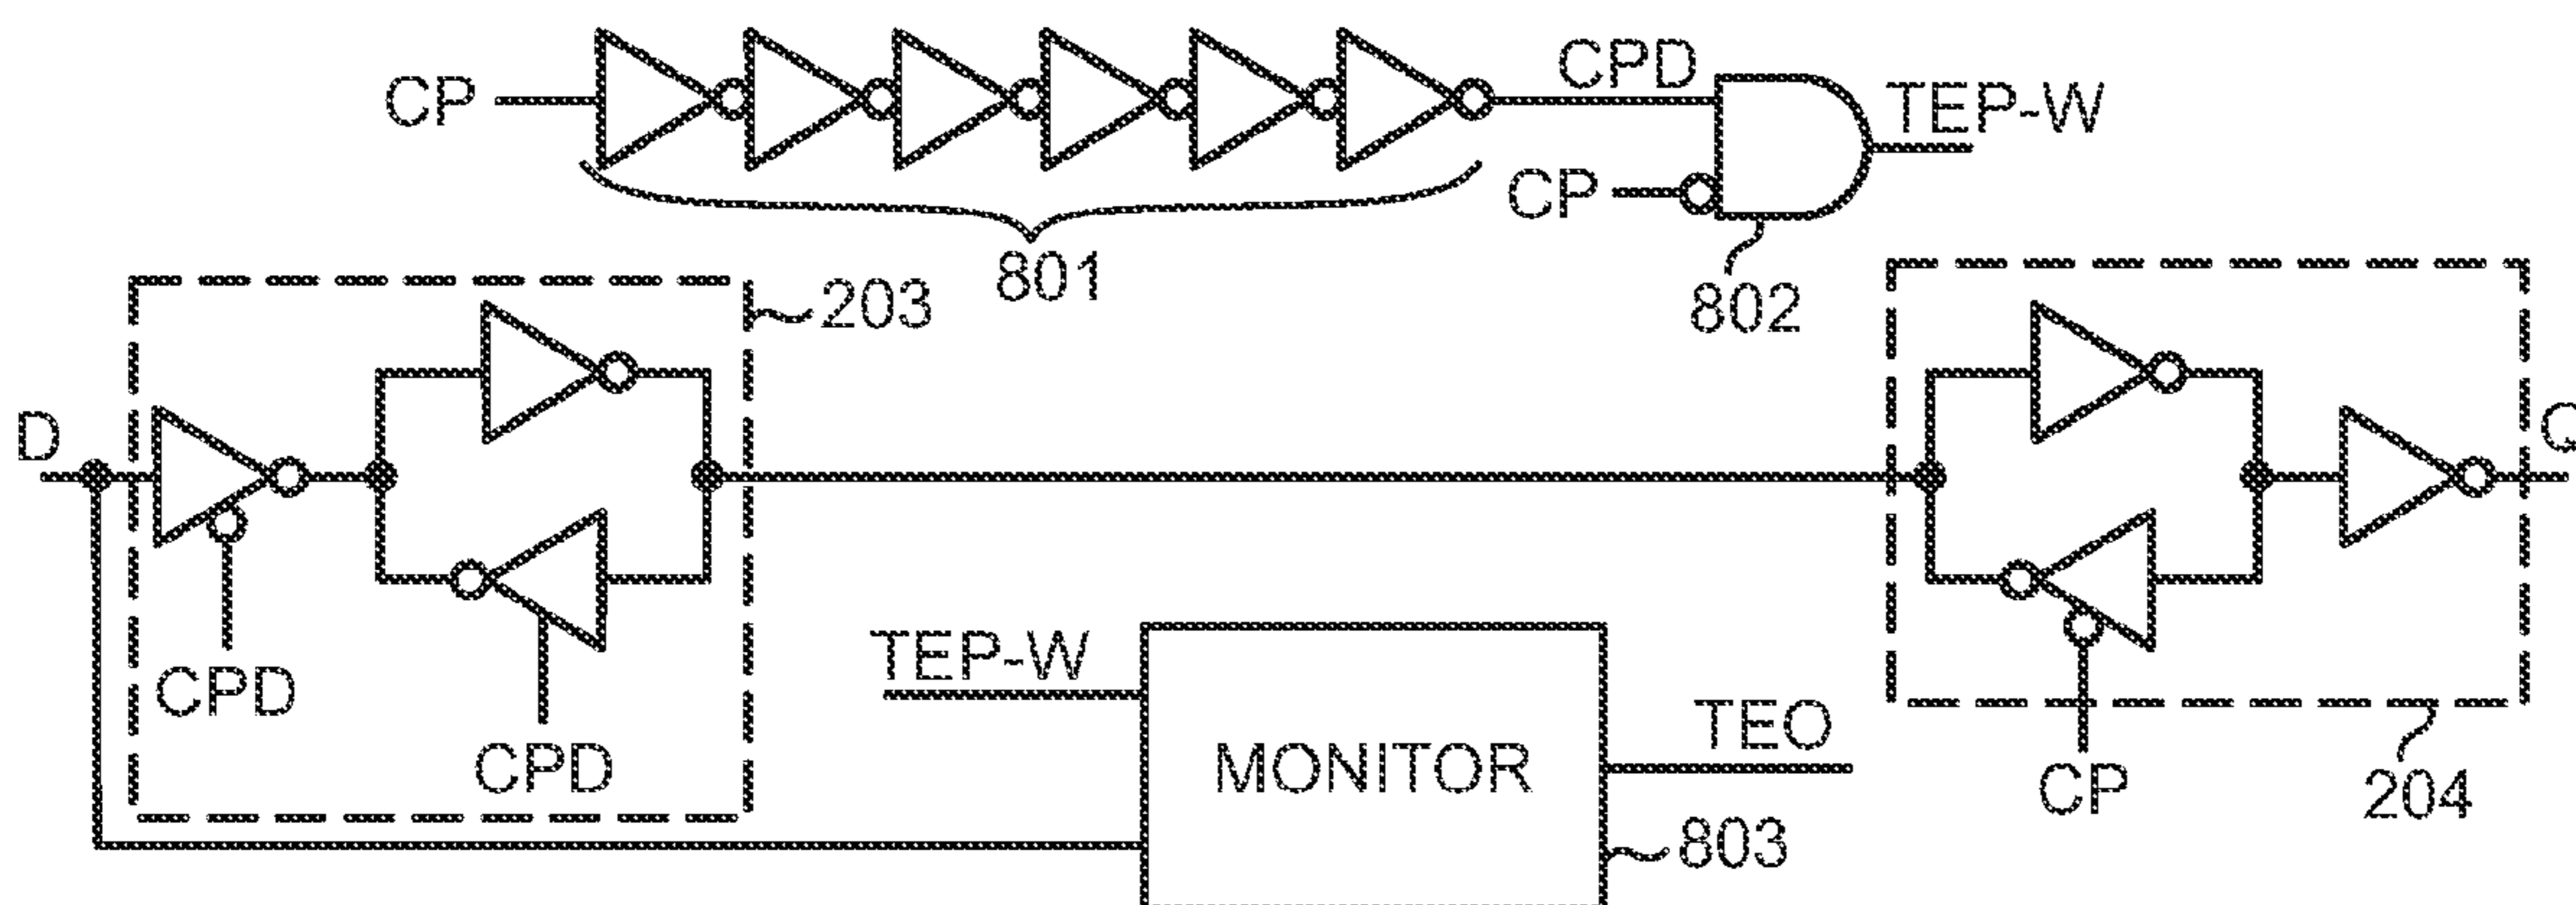 CP
CPD
TEP-W
CP
801
802
203
D
Q
CPD
CPD
TEP-W
MONITOR
TEO
803
CP
204